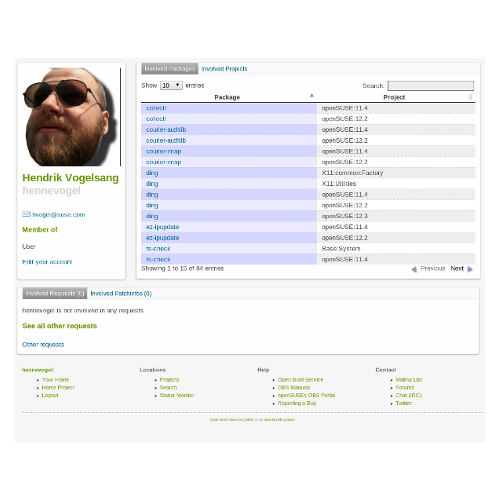 Hendrik Vogelsang
hennevogel
hvogel@suse.com
Member of
User
Edit your account
Involved Packages Involved Projects
Show 10 entries Search:
Package Project
collectl openSUSE:11.4
collectl openSUSE:12.2
courier-authlib openSUSE:11.4
courier-authlib openSUSE:12.2
courier-imap openSUSE:11.4
courier-imap openSUSE:12.2
ding X11:common:Factory
ding X11:Utilities
ding openSUSE:11.4
ding openSUSE:12.2
ding openSUSE:12.3
ez-ipupdate openSUSE:11.4
ez-ipupdate openSUSE:12.2
fs-check Base:System
fs-check openSUSE:11.4
Showing 1 to 15 of 84 entries Previous Next
Involved Requests (0) Involved Patchinfos (0)
hennevogel is not involved in any requests
See all other requests
Other requests
hennevogel Locations Help Contact
Your Home Projects Open Build Service Mailing List
Home Project Search OBS Manuals Forums
Logout Status Monitor openSUSEs OBS Portal Chat (IRC)
Reporting a Bug Twitter
Open Build Service (OBS) is an openSUSE project.